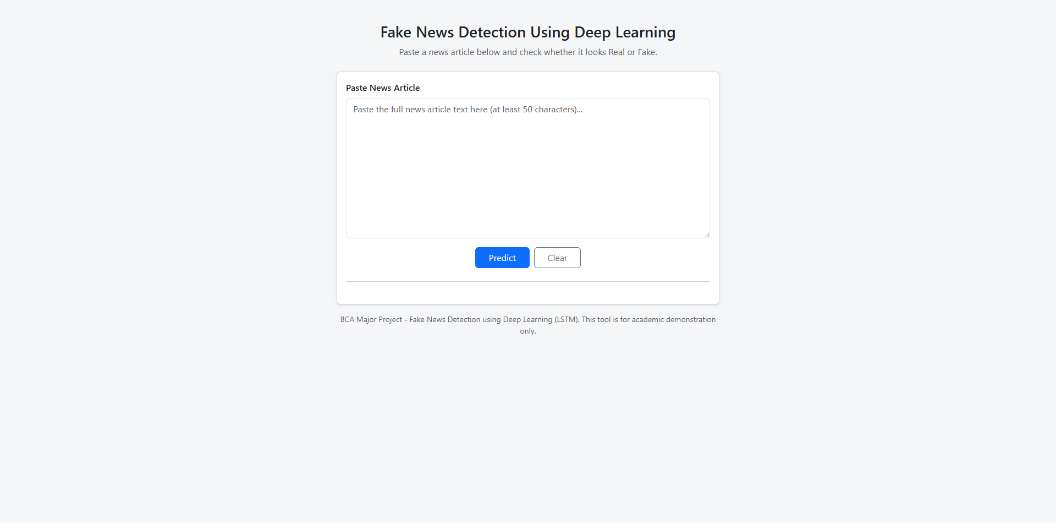 Fake News Detection Using Deep Learning
Paste a news article below and check whether it looks Real or Fake.
Paste News Article
Paste the full news article text here (at least 50 characters)...
Predict
Clear
BCA Major Project - Fake News Detection using Deep Learning (LSTM). This tool is for academic demonstration
only.